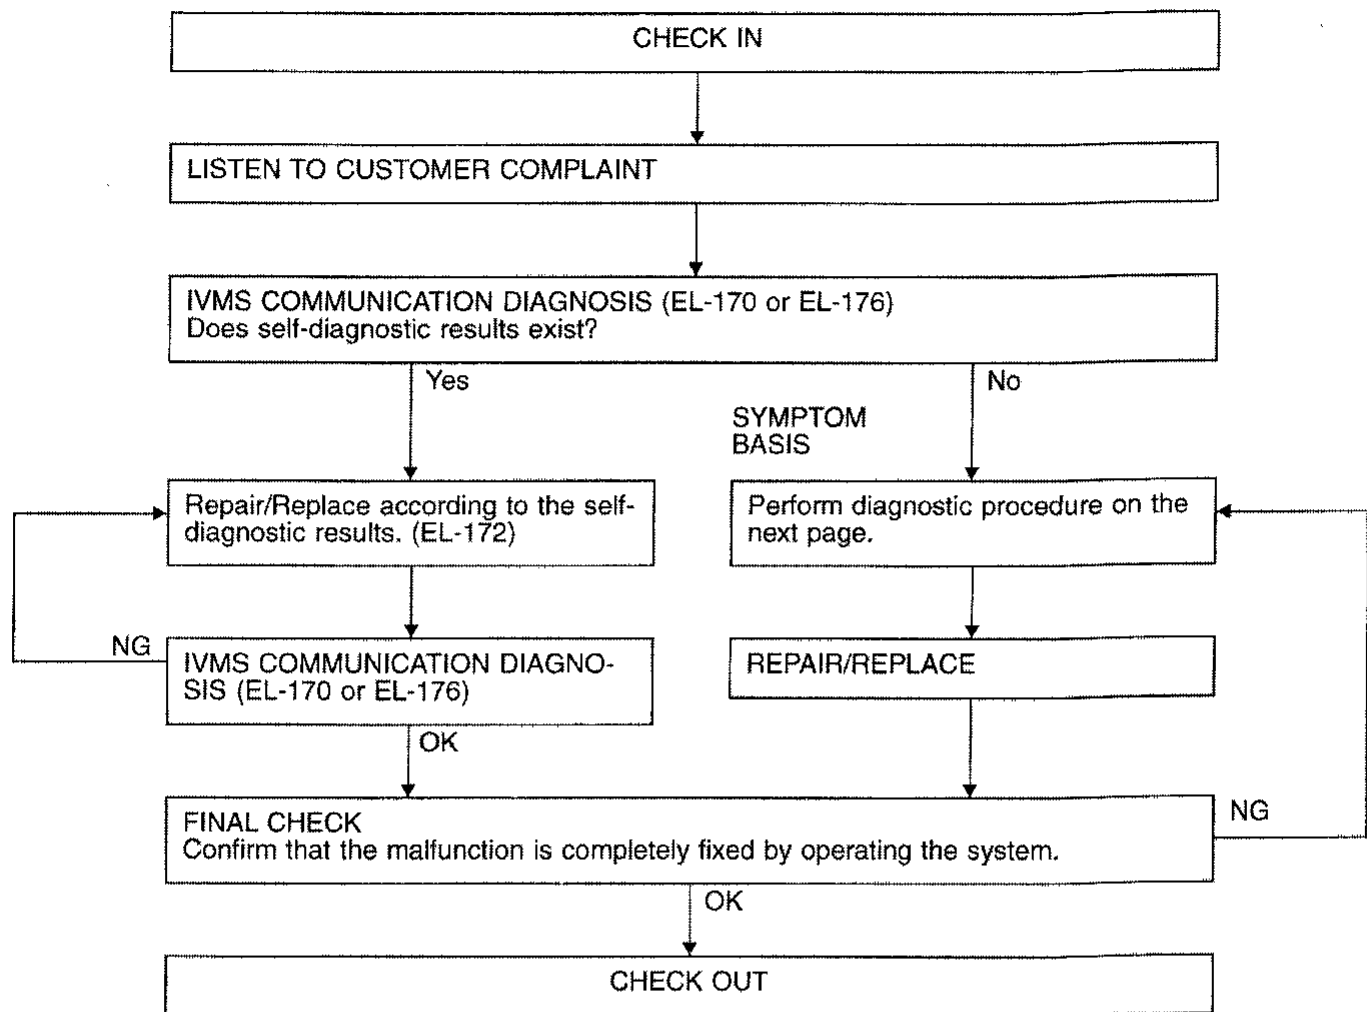 CHECK IN
LISTEN TO CUSTOMER COMPLAINT
IVMS COMMUNICATION DIAGNOSIS (EL-170 or EL-176)
Does self-diagnostic results exist?
Yes
No
SYMPTOM
BASIS
Repair/Replace according to the self-
diagnostic results. (EL-172)
Perform diagnostic procedure on the
next page.
NG
IVMS COMMUNICATION DIAGNO-
SIS (EL-170 or EL-176)
REPAIR/REPLACE
OK
FINAL CHECK
Confirm that the malfunction is completely fixed by operating the system.
NG
OK
CHECK OUT